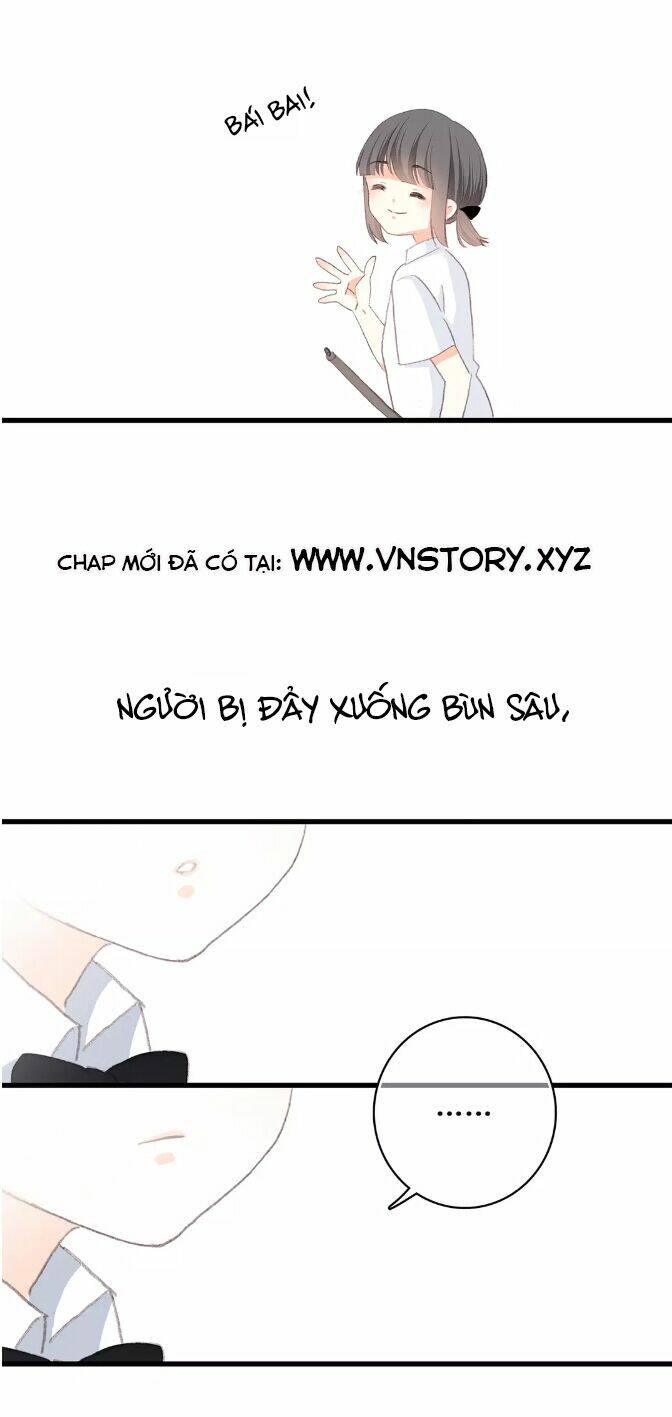 BÁI BAI!
CHAP MỚI ĐÃ CÓ TẠI: WWW.VNSTORY.XYZ
NGƯỜI BỊ ĐẨY XUỐNG BÙN SÂU,
......